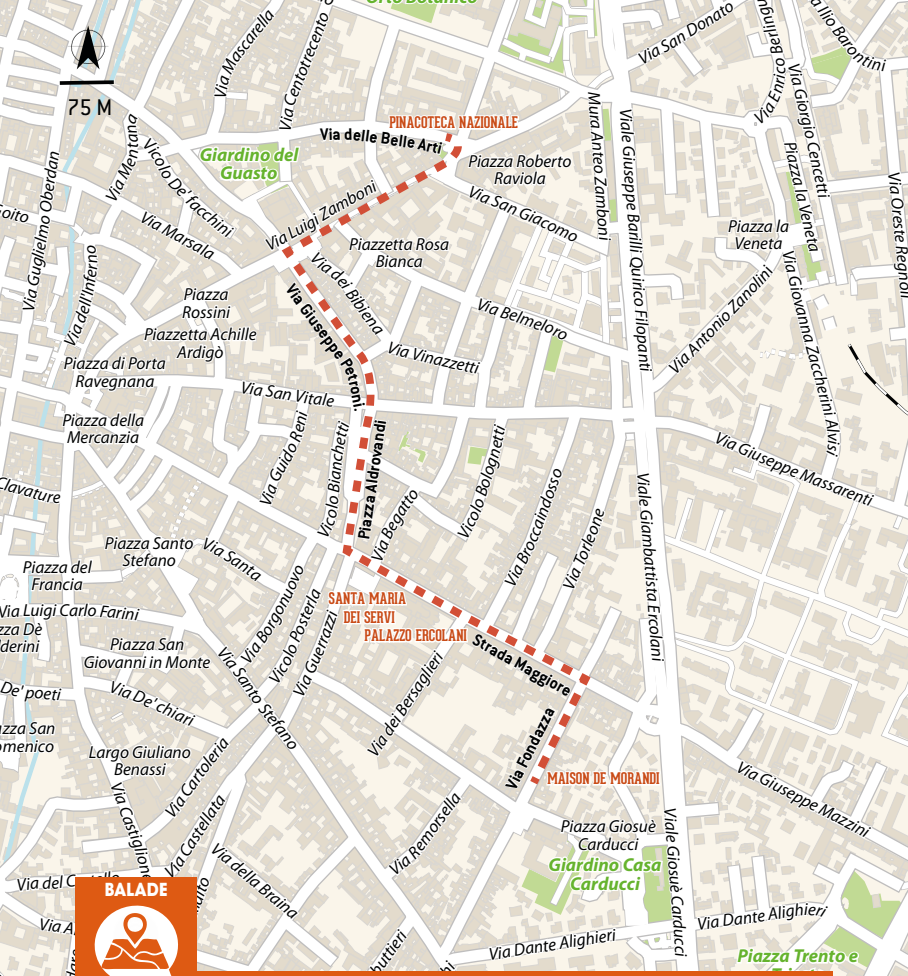 Orto Botanico
Via San Donato
Via Mascarella
Via Centotrecento
Via Enrico Berlinguer
Via Ilio Barontini
75 M
PINACOTECA NAZIONALE
Via delle Belle Arti
Piazza Roberto
Raviola
Mura Anteo Zamboni
Viale Giuseppe Barilli Quirico Filopanti
Via Giorgio Cencetti
Piazza la Veneta
Via Mentana
Vicolo De' facchini
Giardino del
Guasto
Via Luigi Zamboni
Via San Giacomo
Via Oreste Regnoli
Via Guglielmo Oberdan
oito
Via Marsala
Piazzetta Rosa
Bianca
Piazza la
Veneta
Via dell'Inferno
Via dei Bibiena
Piazza
Rossini
Via Giuseppe Petroni.
Via Belmeloro
Via Antonio Zanolini
Via Giovanna Zaccherini Alvisi
Piazzetta Achille
Ardigò
Piazza di Porta
Ravegnana
Via Vinazzetti
Via San Vitale
Piazza della
Mercanzia
Via Guido Reni
Vicolo Bianchetti
Piazza Aldrovandi
Via Begatto
Vicolo Bolognetti
Via Broccaindosso
Via Torleone
Viale Giambattista Ercolani
Via Giuseppe Massarenti
Clavature
Piazza Santo
Stefano
Via Santa
Piazza del
Francia
SANTA MARIA
DEI SERVI
PALAZZO ERCOLANI
Via Luigi Carlo Farini
zza Dè
lderini
Via Borgonuovo
Vicolo Posterla
Via Guerrazzi
Strada Maggiore
Piazza San
Giovanni in Monte
Via Santo Stefano
Via dei Bersaglieri
De' poeti
Via De' chiari
Via Fondazza
zza San
omenico
Largo Giuliano
Benassi
Via Cartoleria
MAISON DE MORANDI
Via Giuseppe Mazzini
Via Castiglione
Via Castellata
Via Remorsella
Piazza Giosuè
Carducci
Giardino Casa
Carducci
Viale Giosuè Carducci
Via della Braina
Via del C
BALADE
Via A
buttieri
Via Dante Alighieri
Via Dante Alighieri
Piazza Trento e